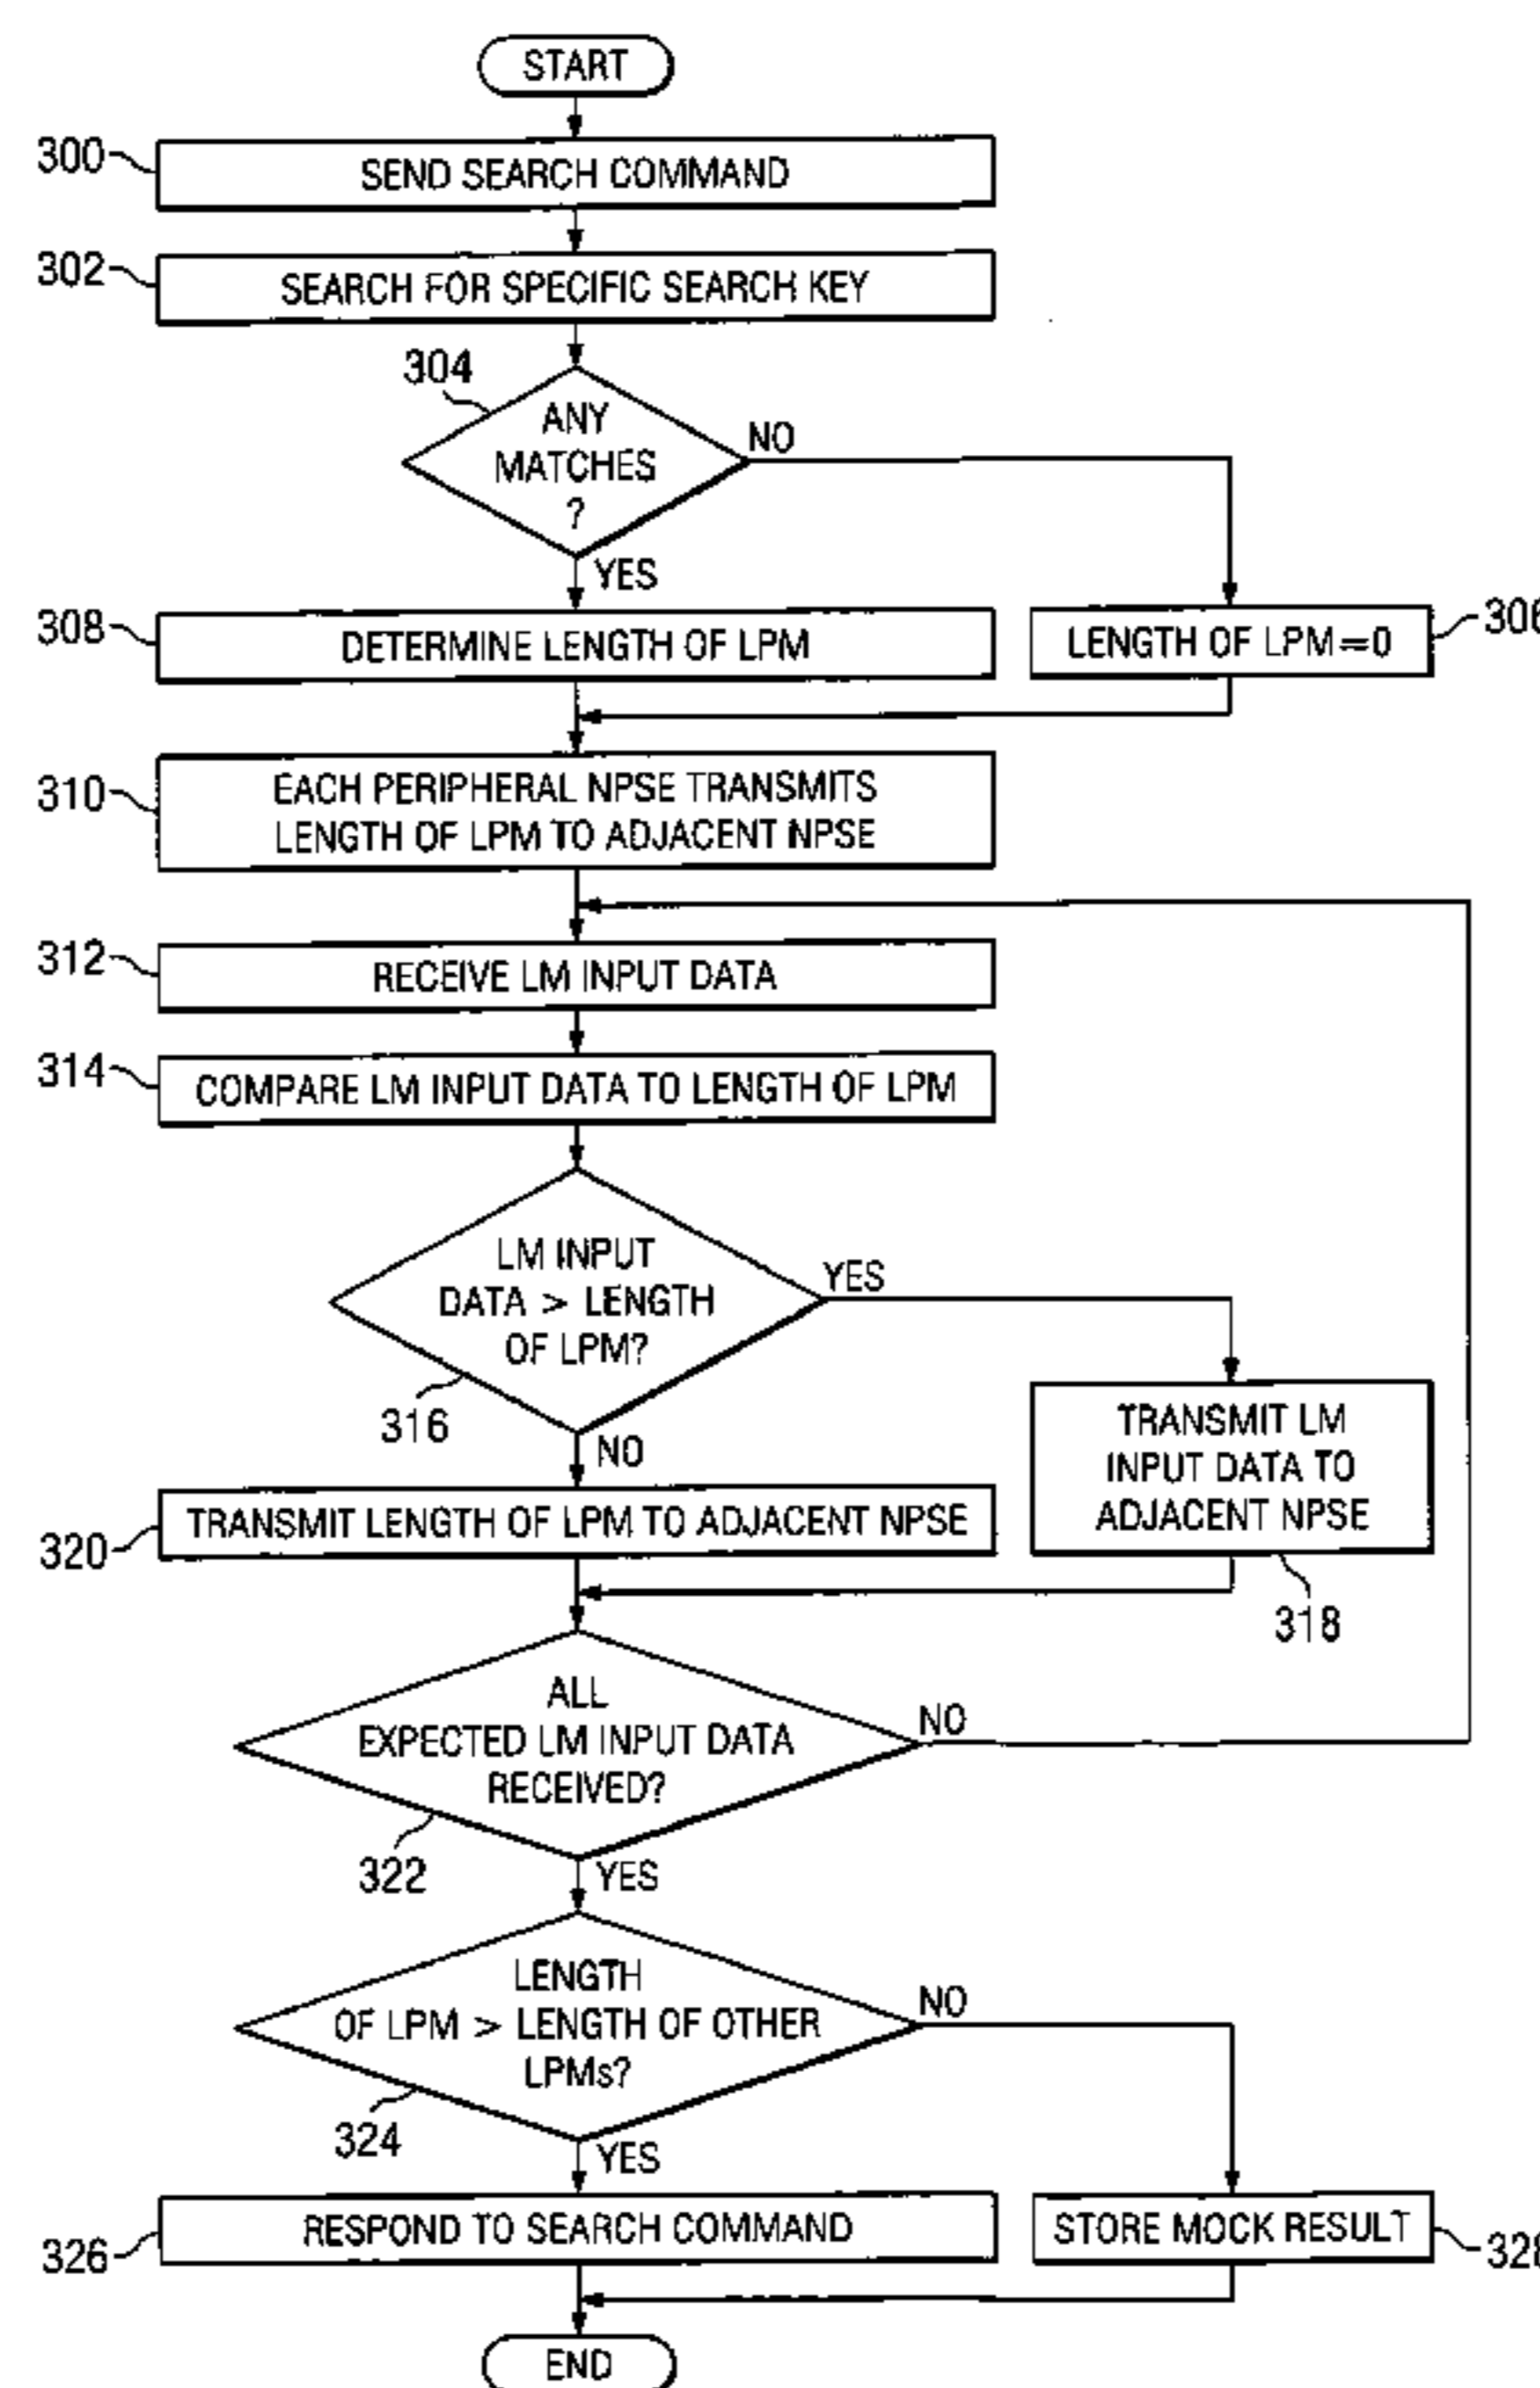 START
300
SEND SEARCH COMMAND
302
SEARCH FOR SPECIFIC SEARCH KEY
304
ANY
MATCHES
?
NO
YES
308
DETERMINE LENGTH OF LPM
LENGTH OF LPM=0
306
310
EACH PERIPHERAL NPSE TRANSMITS
LENGTH OF LPM TO ADJACENT NPSE
312
RECEIVE LM INPUT DATA
314
COMPARE LM INPUT DATA TO LENGTH OF LPM
LM INPUT
DATA > LENGTH
OF LPM?
YES
316
NO
TRANSMIT LM
INPUT DATA TO
ADJACENT NPSE
318
320
TRANSMIT LENGTH OF LPM TO ADJACENT NPSE
ALL
EXPECTED LM INPUT DATA
RECEIVED?
NO
322
YES
LENGTH
OF LPM > LENGTH OF OTHER
LPMs?
NO
324
YES
326
RESPOND TO SEARCH COMMAND
STORE MOCK RESULT
328
END